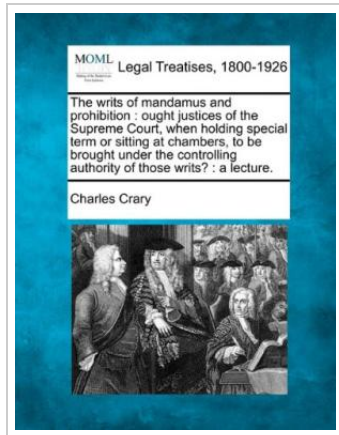 MOML
Legal Treatises, 1800-1926
The writs of mandamus and
prohibition : ought justices of the
Supreme Court, when holding special
term or sitting at chambers, to be
brought under the controlling
authority of those writs? : a lecture.
Charles Crary